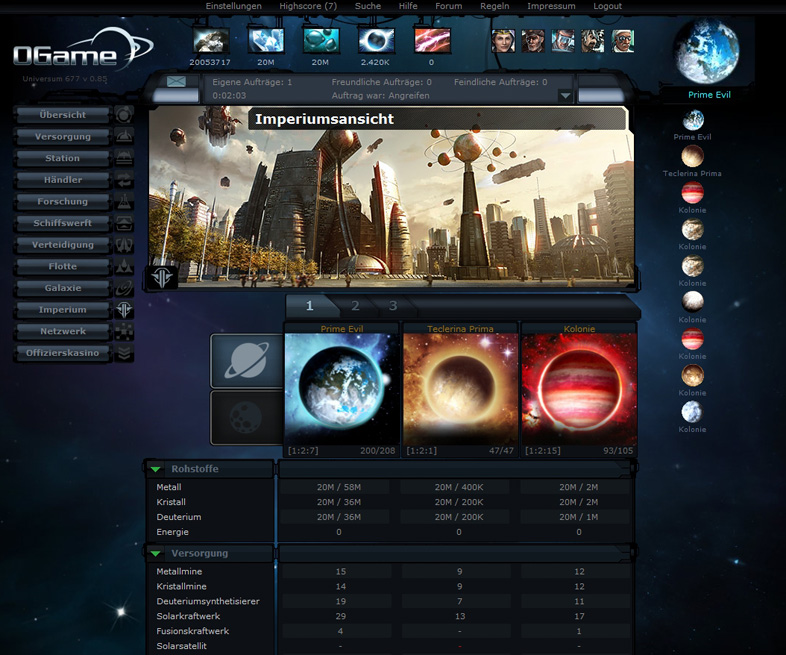 Einstellungen Highscore (7) Suche Hilfe Forum Regeln Impressum Logout
OGame
Universum 677 v 0.85
20053717 20M 20M 2.420K 0
Prime Evil
Eigene Aufträge: 1 Freundliche Aufträge: 0 Feindliche Aufträge: 0
0:02:03 Auftrag war: Angreifen
Übersicht
Versorgung
Station
Händler
Forschung
Schiffswerft
Verteidigung
Flotte
Galaxie
Imperium
Netzwerk
Offizierskasino
Imperiumsansicht
Prime Evil
Teclerina Prima
Kolonie
Kolonie
Kolonie
Kolonie
Kolonie
Kolonie
Kolonie
1 2 3
Prime Evil Teclerina Prima Kolonie
[1:2:7] 200/208 [1:2:1] 47/47 [1:2:15] 93/105
Rohstoffe
Metall 20M / 58M 20M / 400K 20M / 2M
Kristall 20M / 36M 20M / 200K 20M / 2M
Deuterium 20M / 36M 20M / 200K 20M / 1M
Energie 0 0 0
Versorgung
Metallmine 15 9 12
Kristallmine 14 9 12
Deuteriumsynthetisierer 19 7 11
Solarkraftwerk 29 13 17
Fusionskraftwerk 4 - 1
Solarsatellit - - -